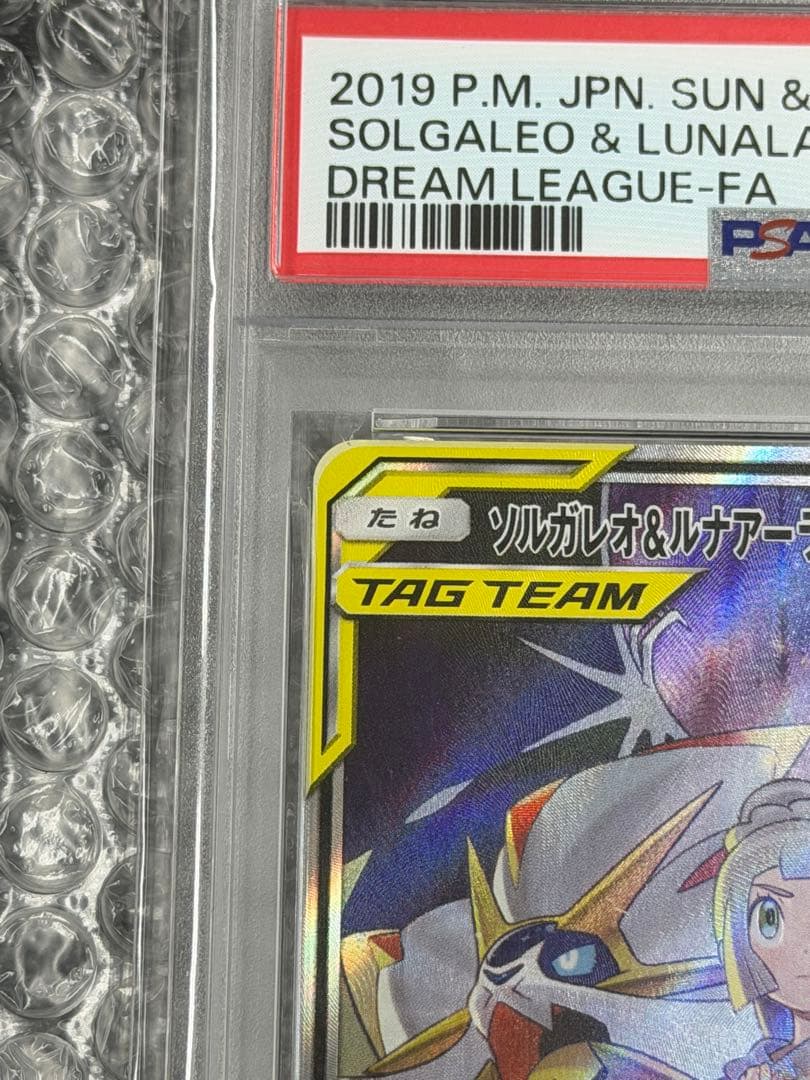 2019 P.M. JPN. SUN &
SOLGALEO & LUNALA
DREAM LEAGUE-FA
PSA
たね
ソルガレオ&ルナアーラ
TAG TEAM